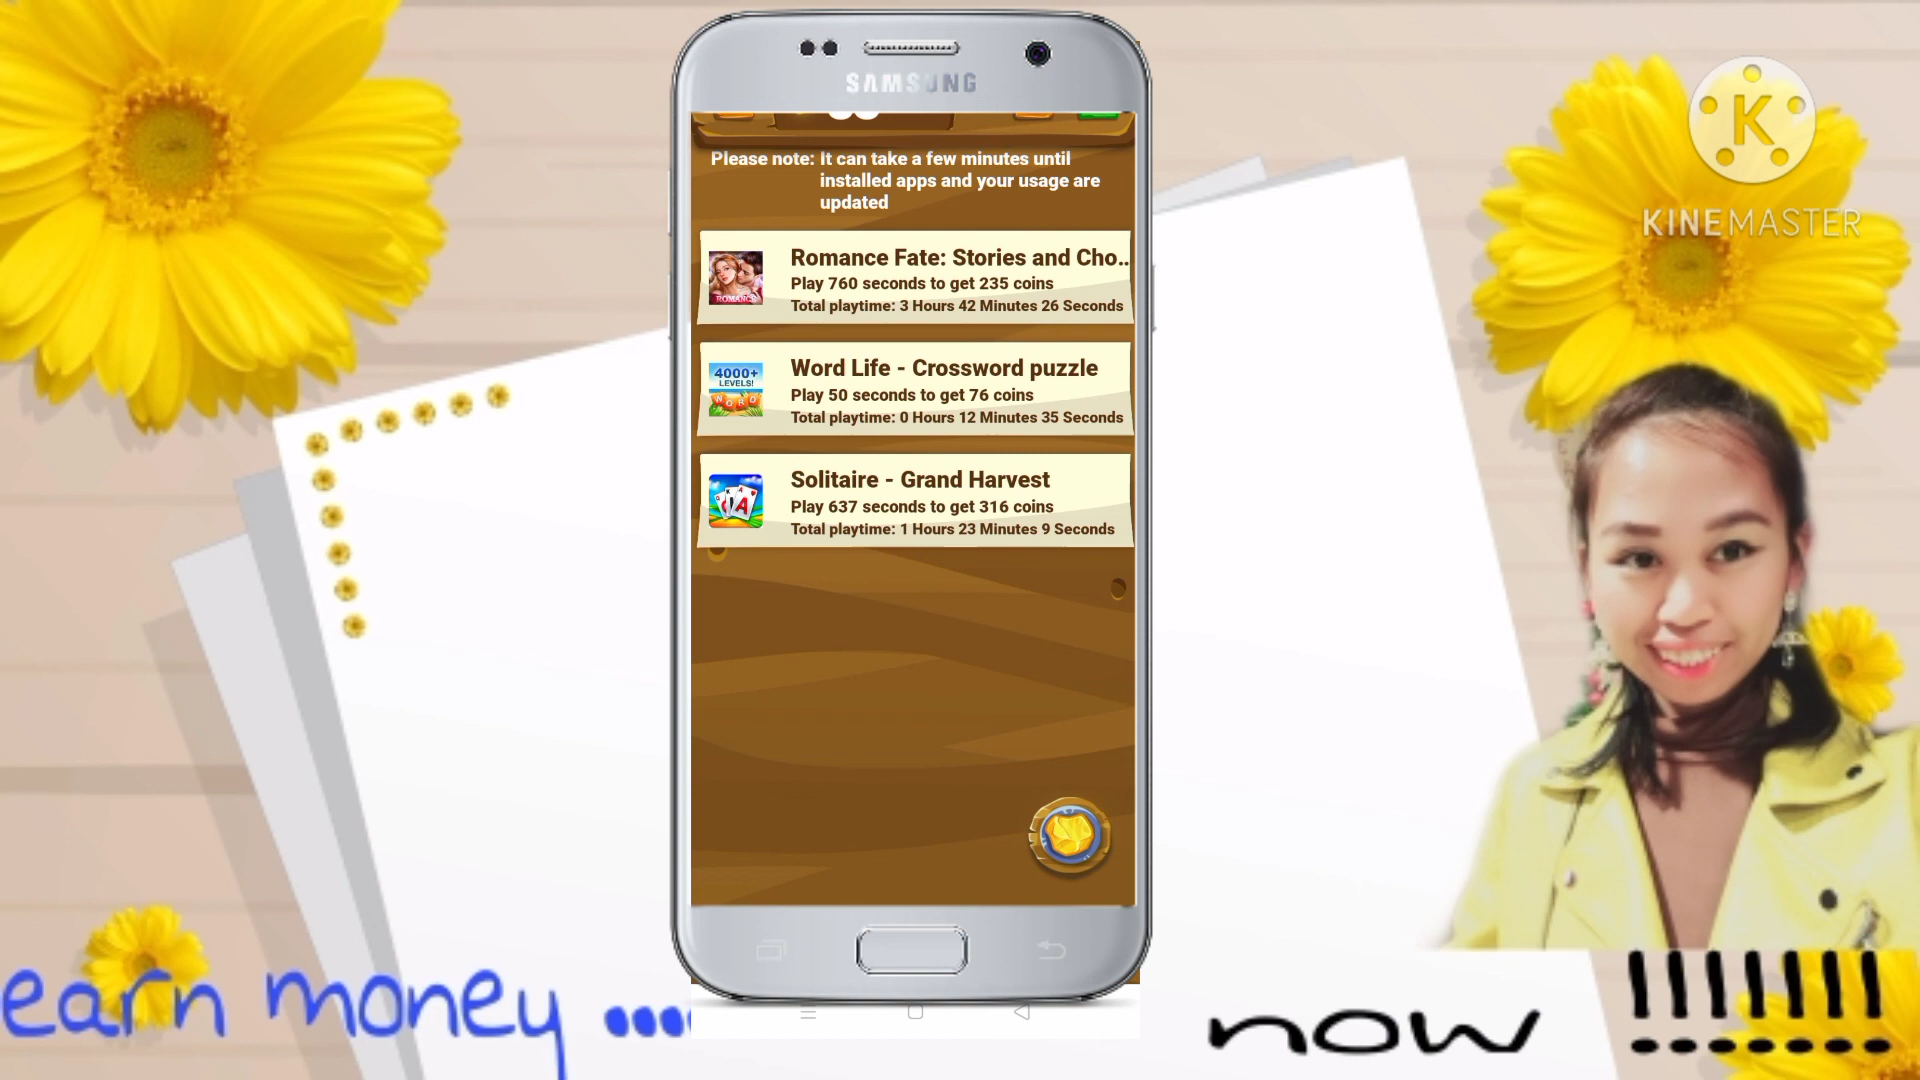 SAMSUNG
Please note: It can take a few minutes until
installed apps and your usage are
updated
Romance Fate: Stories and Cho..
Play 760 seconds to get 235 coins
Total playtime: 3 Hours 42 Minutes 26 Seconds
ROMANCE
4000+
LEVELS!
WORD
Word Life - Crossword puzzle
Play 50 seconds to get 76 coins
Total playtime: 0 Hours 12 Minutes 35 Seconds
Solitaire - Grand Harvest
Play 637 seconds to get 316 coins
Total playtime: 1 Hours 23 Minutes 9 Seconds
K
KINEMASTER
earn money ....
now !!!!!!!